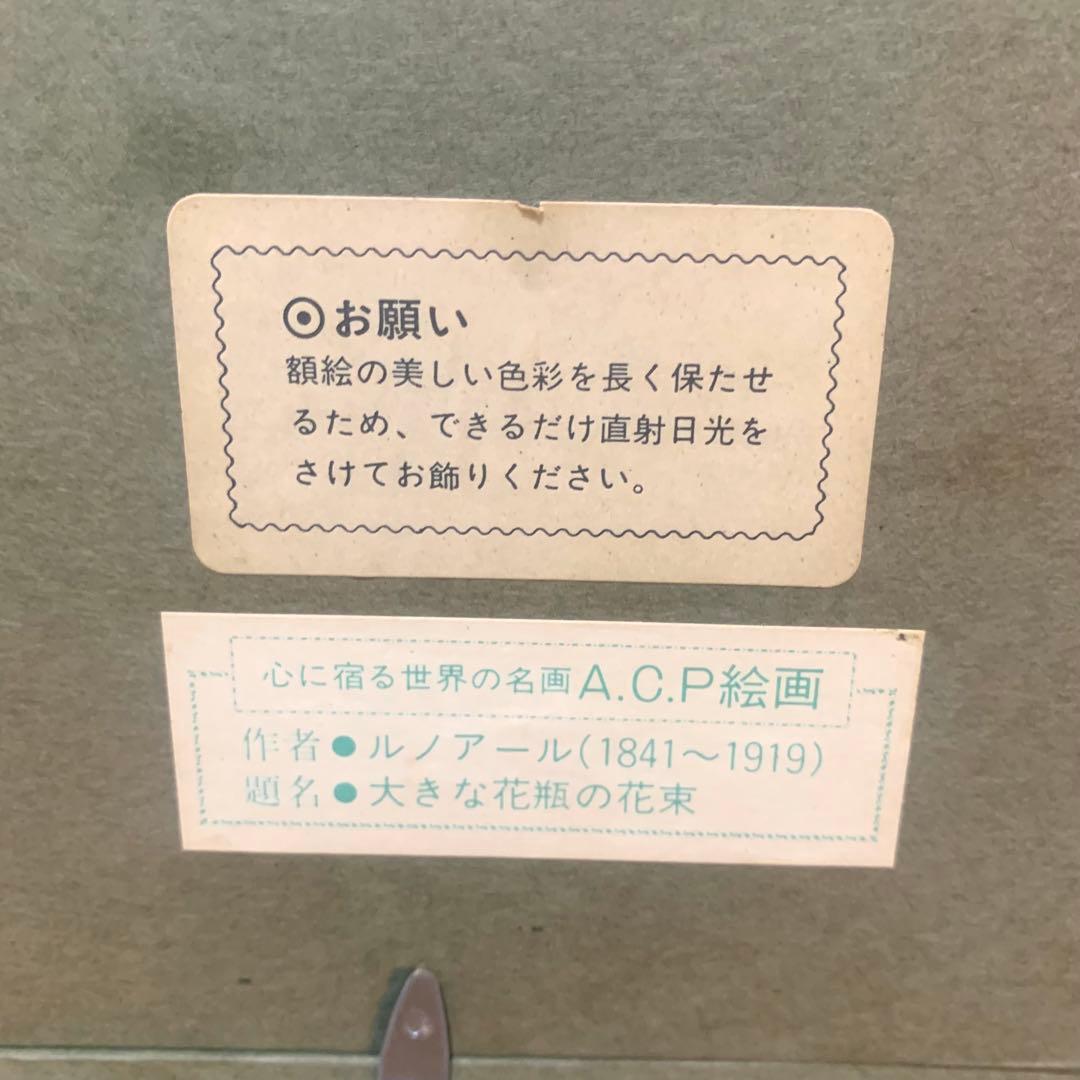 ⦿お願い
額絵の美しい色彩を長く保たせ
るため、できるだけ直射日光を
さけてお飾りください。
心に宿る世界の名画A.C.P絵画
作者●ルノアール(1841〜1919)
題名●大きな花瓶の花束